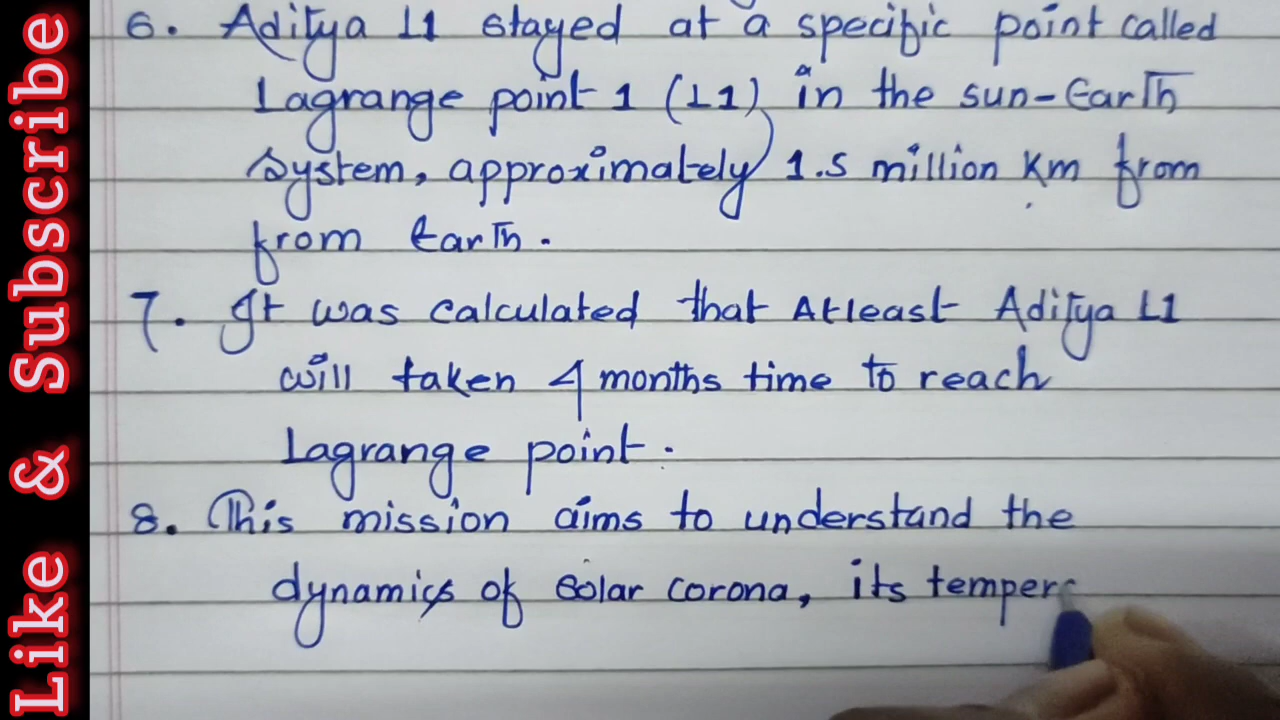 Like & Subscribe
6. Aditya L1 stayed at a specific point called
Lagrange point 1 (L1) in the sun-Earth
System, approximately 1.5 million Km from
from Earth.
7. It was calculated that Atleast Aditya L1
will taken 4 months time to reach
Lagrange point.
8. This mission aims to understand the
dynamics of Solar corona, its temper